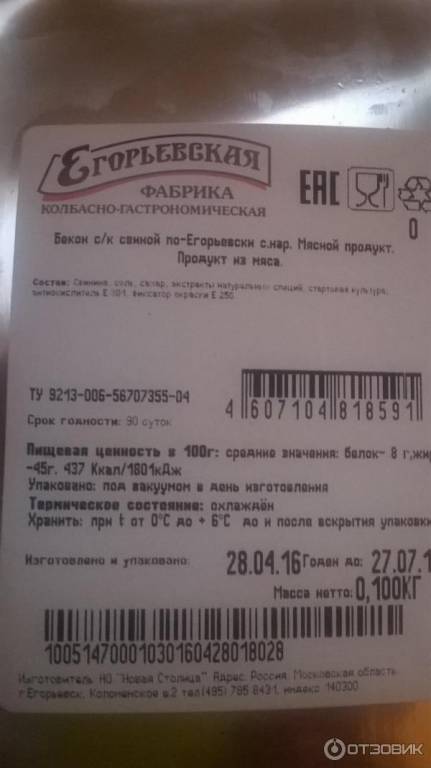 ЕГОРЬЕВСКАЯ
ФАБРИКА
КОЛБАСНО-ГАСТРОНОМИЧЕСКАЯ
EAC
0
Бекон с/к свиной по-Егорьевски с.нар. Мясной продукт.
Продукт из мяса.
Состав: Свинина, соль, сахар, экстракты натуральных специй, стартовая культура,
антиокислитель Е 301, фиксатор окраски Е 250.
ТУ 9213-006-56707355-04
Срок годности: 90 суток
4 607104 818591
Пищевая ценность в 100г: средние значения: белок- 8 г,жир
-45г. 437 Ккал/1801кДж
Упаковано: под вакуумом в день изготовления
Термическое состояние: охлаждён
Хранить: при t от 0°С до + 6°С до и после вскрытия упаковки
Изготовлено и упаковано: 28.04.16 Годен до: 27.07.1
Масса нетто: 0,100КГ
10051470001030160428018028
Изготовитель НО "Новая Столица". Адрес: Россия, Московская область
г.Егорьевск, Коломенское в.2 тел(495) 785 8431, индекс 140300
ОТЗОВИК